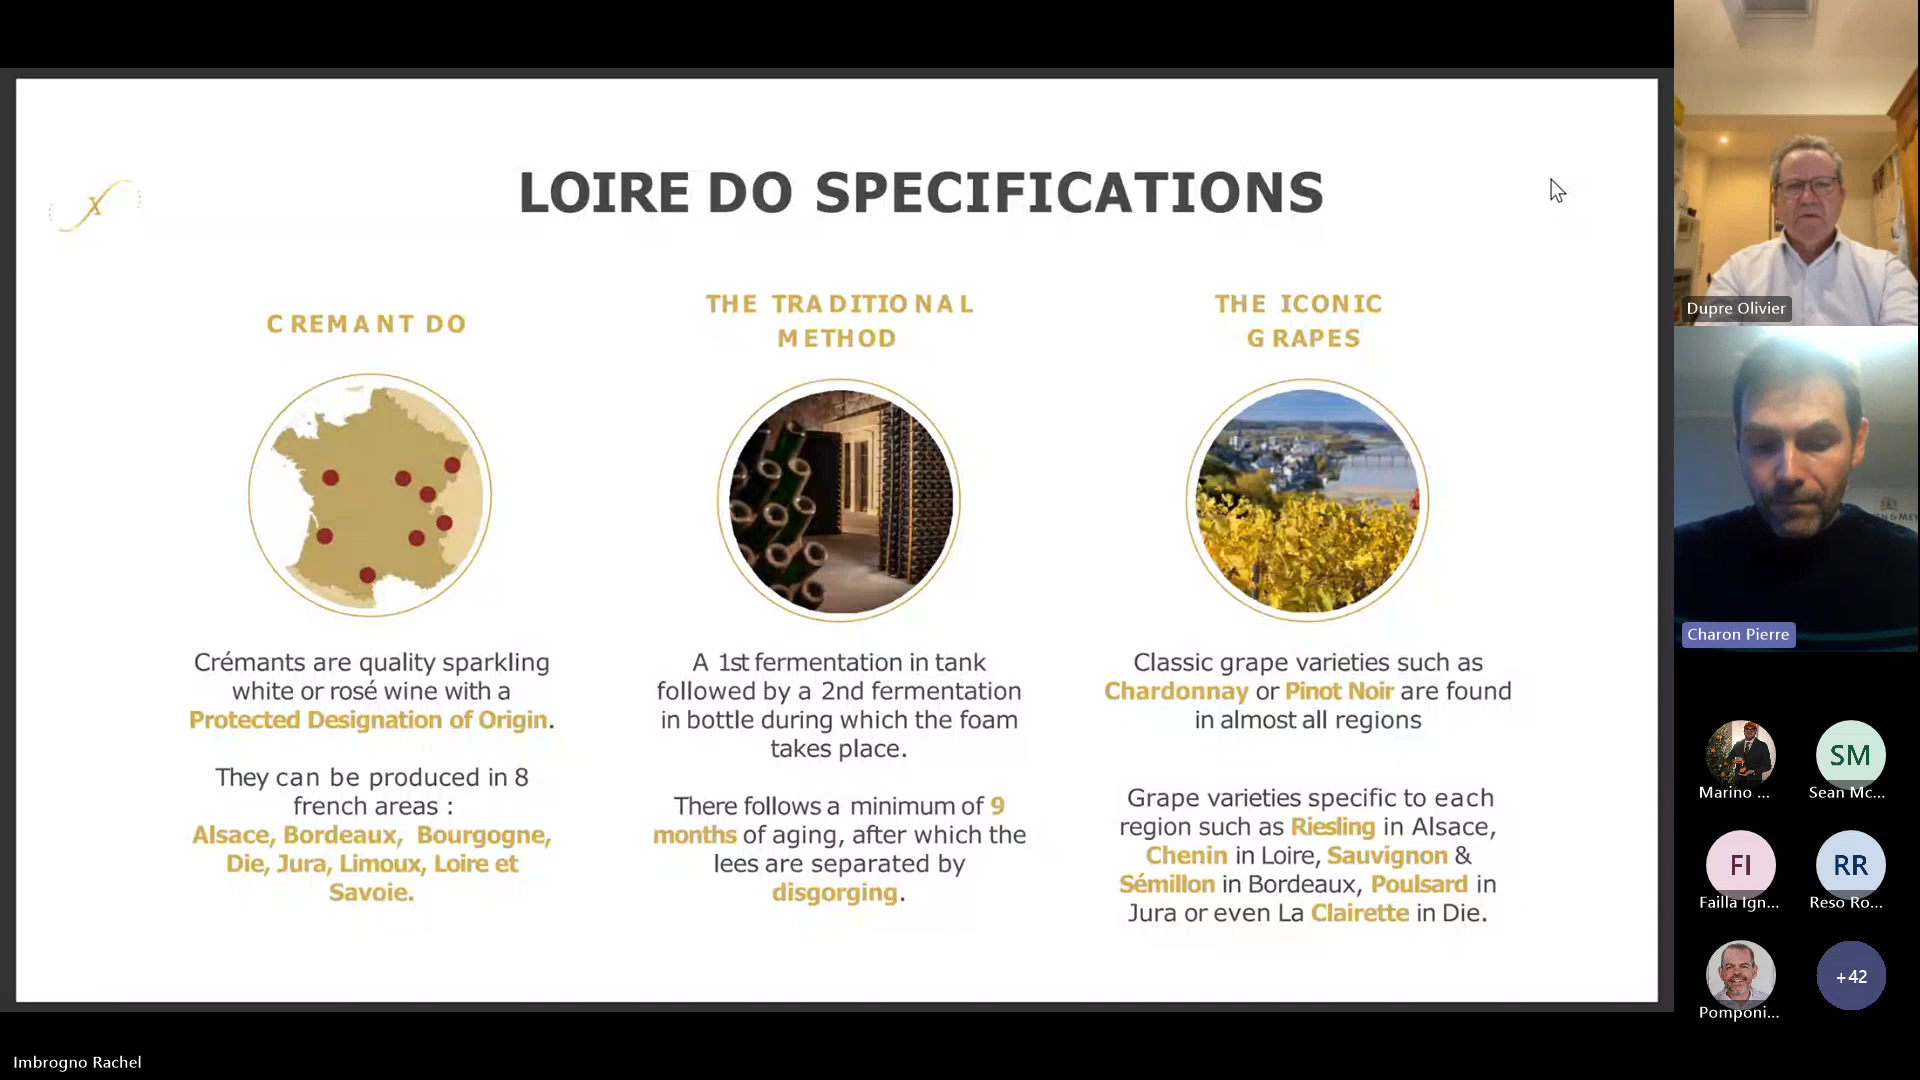 LOIRE DO SPECIFICATIONS
X
CREMANT DO
Crémants are quality sparkling
white or rosé wine with a
Protected Designation of Origin.
They can be produced in 8
french areas :
Alsace, Bordeaux, Bourgogne,
Die, Jura, Limoux, Loire et
Savoie.
THE TRADITIONAL
METHOD
A 1st fermentation in tank
followed by a 2nd fermentation
in bottle during which the foam
takes place.
There follows a minimum of 9
months of aging, after which the
lees are separated by
disgorging.
THE ICONIC
GRAPES
Classic grape varieties such as
Chardonnay or Pinot Noir are found
in almost all regions
Grape varieties specific to each
region such as Riesling in Alsace,
Chenin in Loire, Sauvignon &
Sémillon in Bordeaux, Poulsard in
Jura or even La Clairette in Die.
Dupre Olivier
Charon Pierre
Marino ...
SM
Sean Mc...
FI
Failla Ign...
RR
Reso Ro...
Pomponi...
+42
Imbrogno Rachel